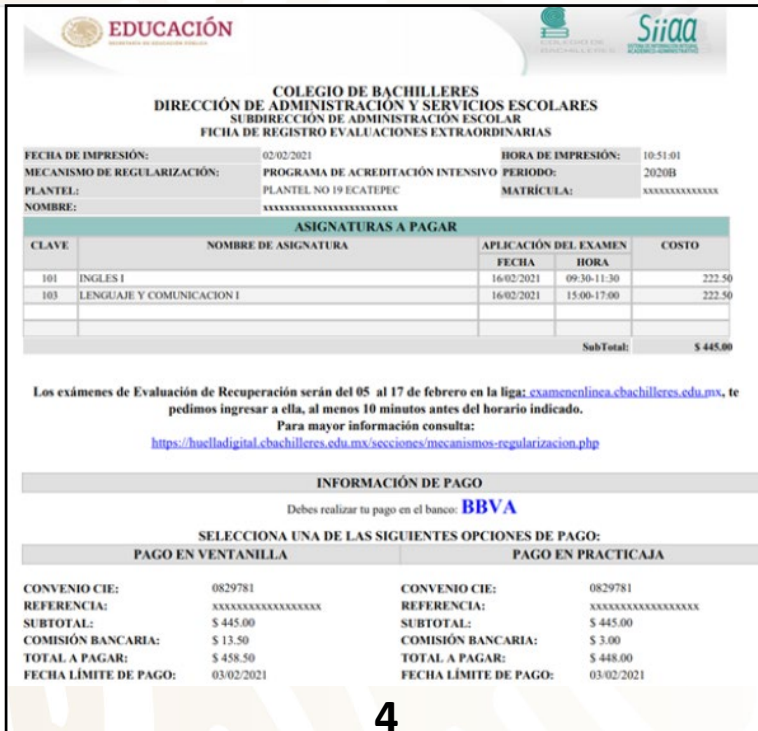 EDUCACIÓN
SECRETARÍA DE EDUCACIÓN PÚBLICA
COLEGIO DE
BACHILLERES
Siiaa
COLEGIO DE BACHILLERES
DIRECCIÓN DE ADMINISTRACIÓN Y SERVICIOS ESCOLARES
SUBDIRECCIÓN DE ADMINISTRACIÓN ESCOLAR
FICHA DE REGISTRO EVALUACIONES EXTRAORDINARIAS
FECHA DE IMPRESIÓN: 02/02/2021 HORA DE IMPRESIÓN: 10:51:01
MECANISMO DE REGULARIZACIÓN: PROGRAMA DE ACREDITACIÓN INTENSIVO PERIODO: 2020B
PLANTEL: PLANTEL NO 19 ECATEPEC MATRÍCULA: xxxxxxxxxxxxx
NOMBRE: xxxxxxxxxxxxxxxxxxxxxxxxx
ASIGNATURAS A PAGAR
CLAVE NOMBRE DE ASIGNATURA APLICACIÓN DEL EXAMEN COSTO
FECHA HORA
101 INGLES I 16/02/2021 09:30-11:30 222.50
103 LENGUAJE Y COMUNICACION I 16/02/2021 15:00-17:00 222.50
SubTotal: $ 445.00
Los exámenes de Evaluación de Recuperación serán del 05 al 17 de febrero en la liga: examenenlinea.cbachilleres.edu.mx, te
pedimos ingresar a ella, al menos 10 minutos antes del horario indicado.
Para mayor información consulta:
https://huelladigital.cbachilleres.edu.mx/secciones/mecanismos-regularizacion.php
INFORMACIÓN DE PAGO
Debes realizar tu pago en el banco: BBVA
SELECCIONA UNA DE LAS SIGUIENTES OPCIONES DE PAGO:
PAGO EN VENTANILLA PAGO EN PRACTICAJA
CONVENIO CIE: 0829781 CONVENIO CIE: 0829781
REFERENCIA: xxxxxxxxxxxxxxxxxx REFERENCIA: xxxxxxxxxxxxxxxxxx
SUBTOTAL: $ 445.00 SUBTOTAL: $ 445.00
COMISIÓN BANCARIA: $ 13.50 COMISIÓN BANCARIA: $ 3.00
TOTAL A PAGAR: $ 458.50 TOTAL A PAGAR: $ 448.00
FECHA LÍMITE DE PAGO: 03/02/2021 FECHA LÍMITE DE PAGO: 03/02/2021
4